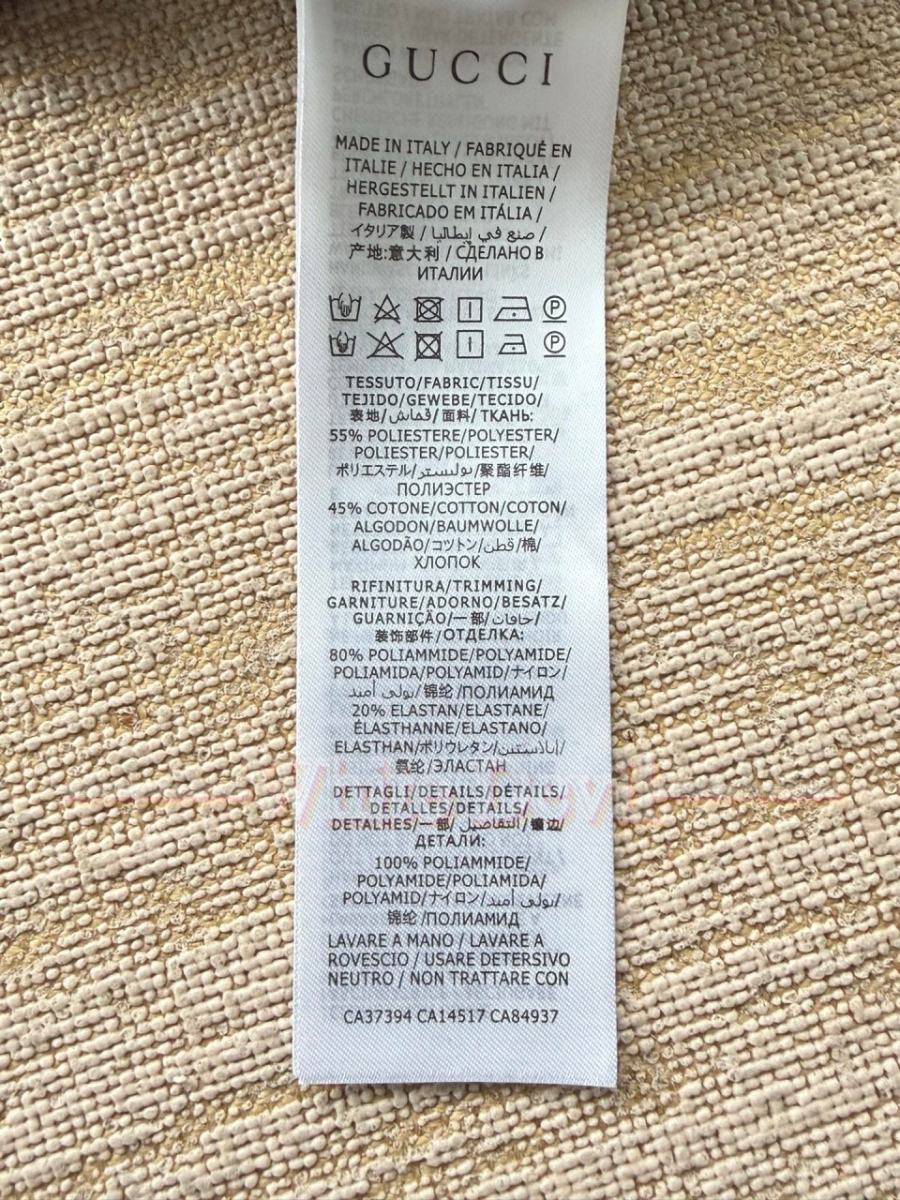 GUCCI
MADE IN ITALY / FABRIQUÉ EN
ITALIE / HECHO EN ITALIA /
HERGESTELLT IN ITALIEN /
FABRICADO EM ITÁLIA /
イタリア製 / صنع في إيطاليا /
产地:意大利 / СДЕЛАНО В
ИТАЛИИ
TESSUTO/FABRIC/TISSU/
TEJIDO/GEWEBE/TECIDO/
表地/قماش/面料/ТКАНЬ:
55% POLIESTERE/POLYESTER/
POLIESTER/POLIESTER/
ポリエステル/بوليستر/聚酯纤维/
ПОЛИЭСТЕР
45% COTONE/COTTON/COTON/
ALGODON/BAUMWOLLE/
ALGODÃO/コットン/قطن/棉/
ХЛОПОК
RIFINITURA/TRIMMING/
GARNITURE/ADORNO/BESATZ/
GUARNIÇÃO/一部/حافات/
装饰部件/ОТДЕЛКА:
80% POLIAMMIDE/POLYAMIDE/
POLIAMIDA/POLYAMID/ナイロン/
بولى أميد/锦纶/ПОЛИАМИД
20% ELASTAN/ELASTANE/
ÉLASTHANNE/ELASTANO/
ELASTHAN/ポリウレタン/إيلاستين/
氨纶/ЭЛАСТАН
DETTAGLI/DETAILS/DÉTAILS/
DETALLES/DETAILS/
DETALHES/一部/التفاصيل/镶边/
ДЕТАЛИ:
100% POLIAMMIDE/
POLYAMIDE/POLIAMIDA/
POLYAMID/ナイロン/بولى أميد/
锦纶/ПОЛИАМИД
LAVARE A MANO / LAVARE A
ROVESCIO / USARE DETERSIVO
NEUTRO / NON TRATTARE CON
CA37394 CA14517 CA84937